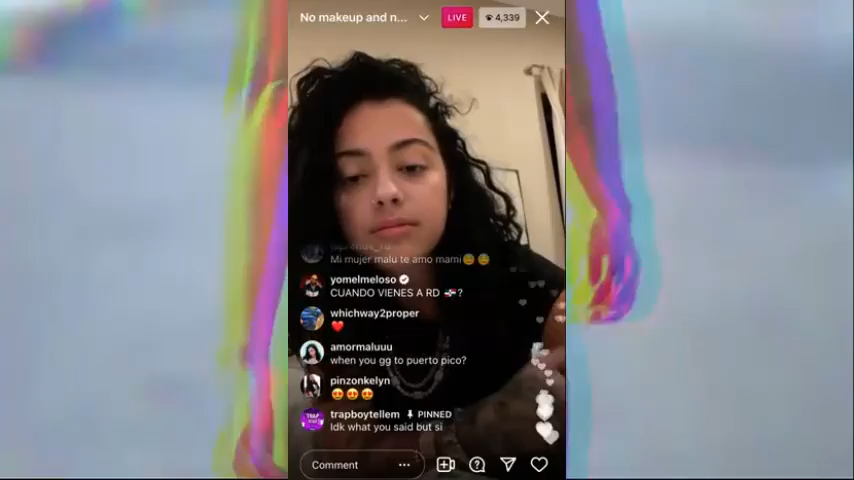 No makeup and n...
LIVE
4,339
Mi mujer malu te amo mami😇😇
yomelmeloso
CUANDO VIENES A RD 🇩🇴?
whichway2proper
❤️
amormaluuu
when you gg to puerto pico?
pinzonkelyn
😍😍😍
trapboytellem PINNED
Idk what you said but si
TRAP
Comment